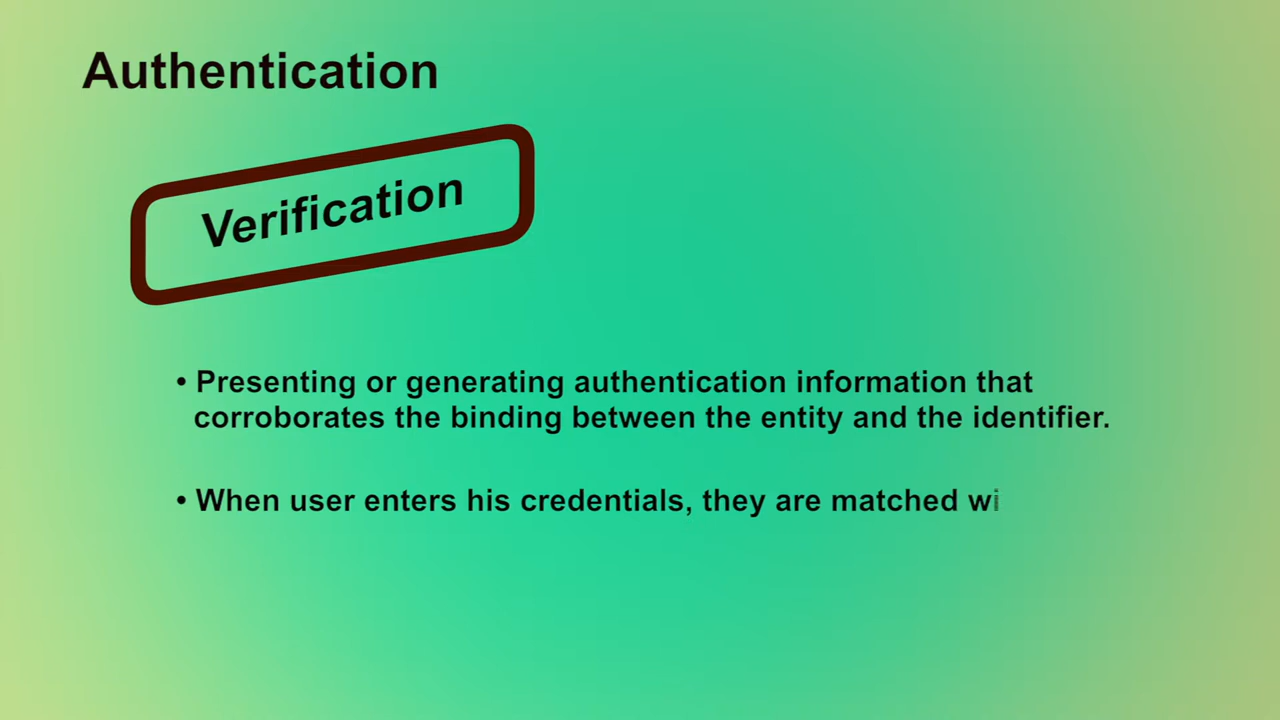 Authentication
Verification
• Presenting or generating authentication information that
corroborates the binding between the entity and the identifier.
• When user enters his credentials, they are matched